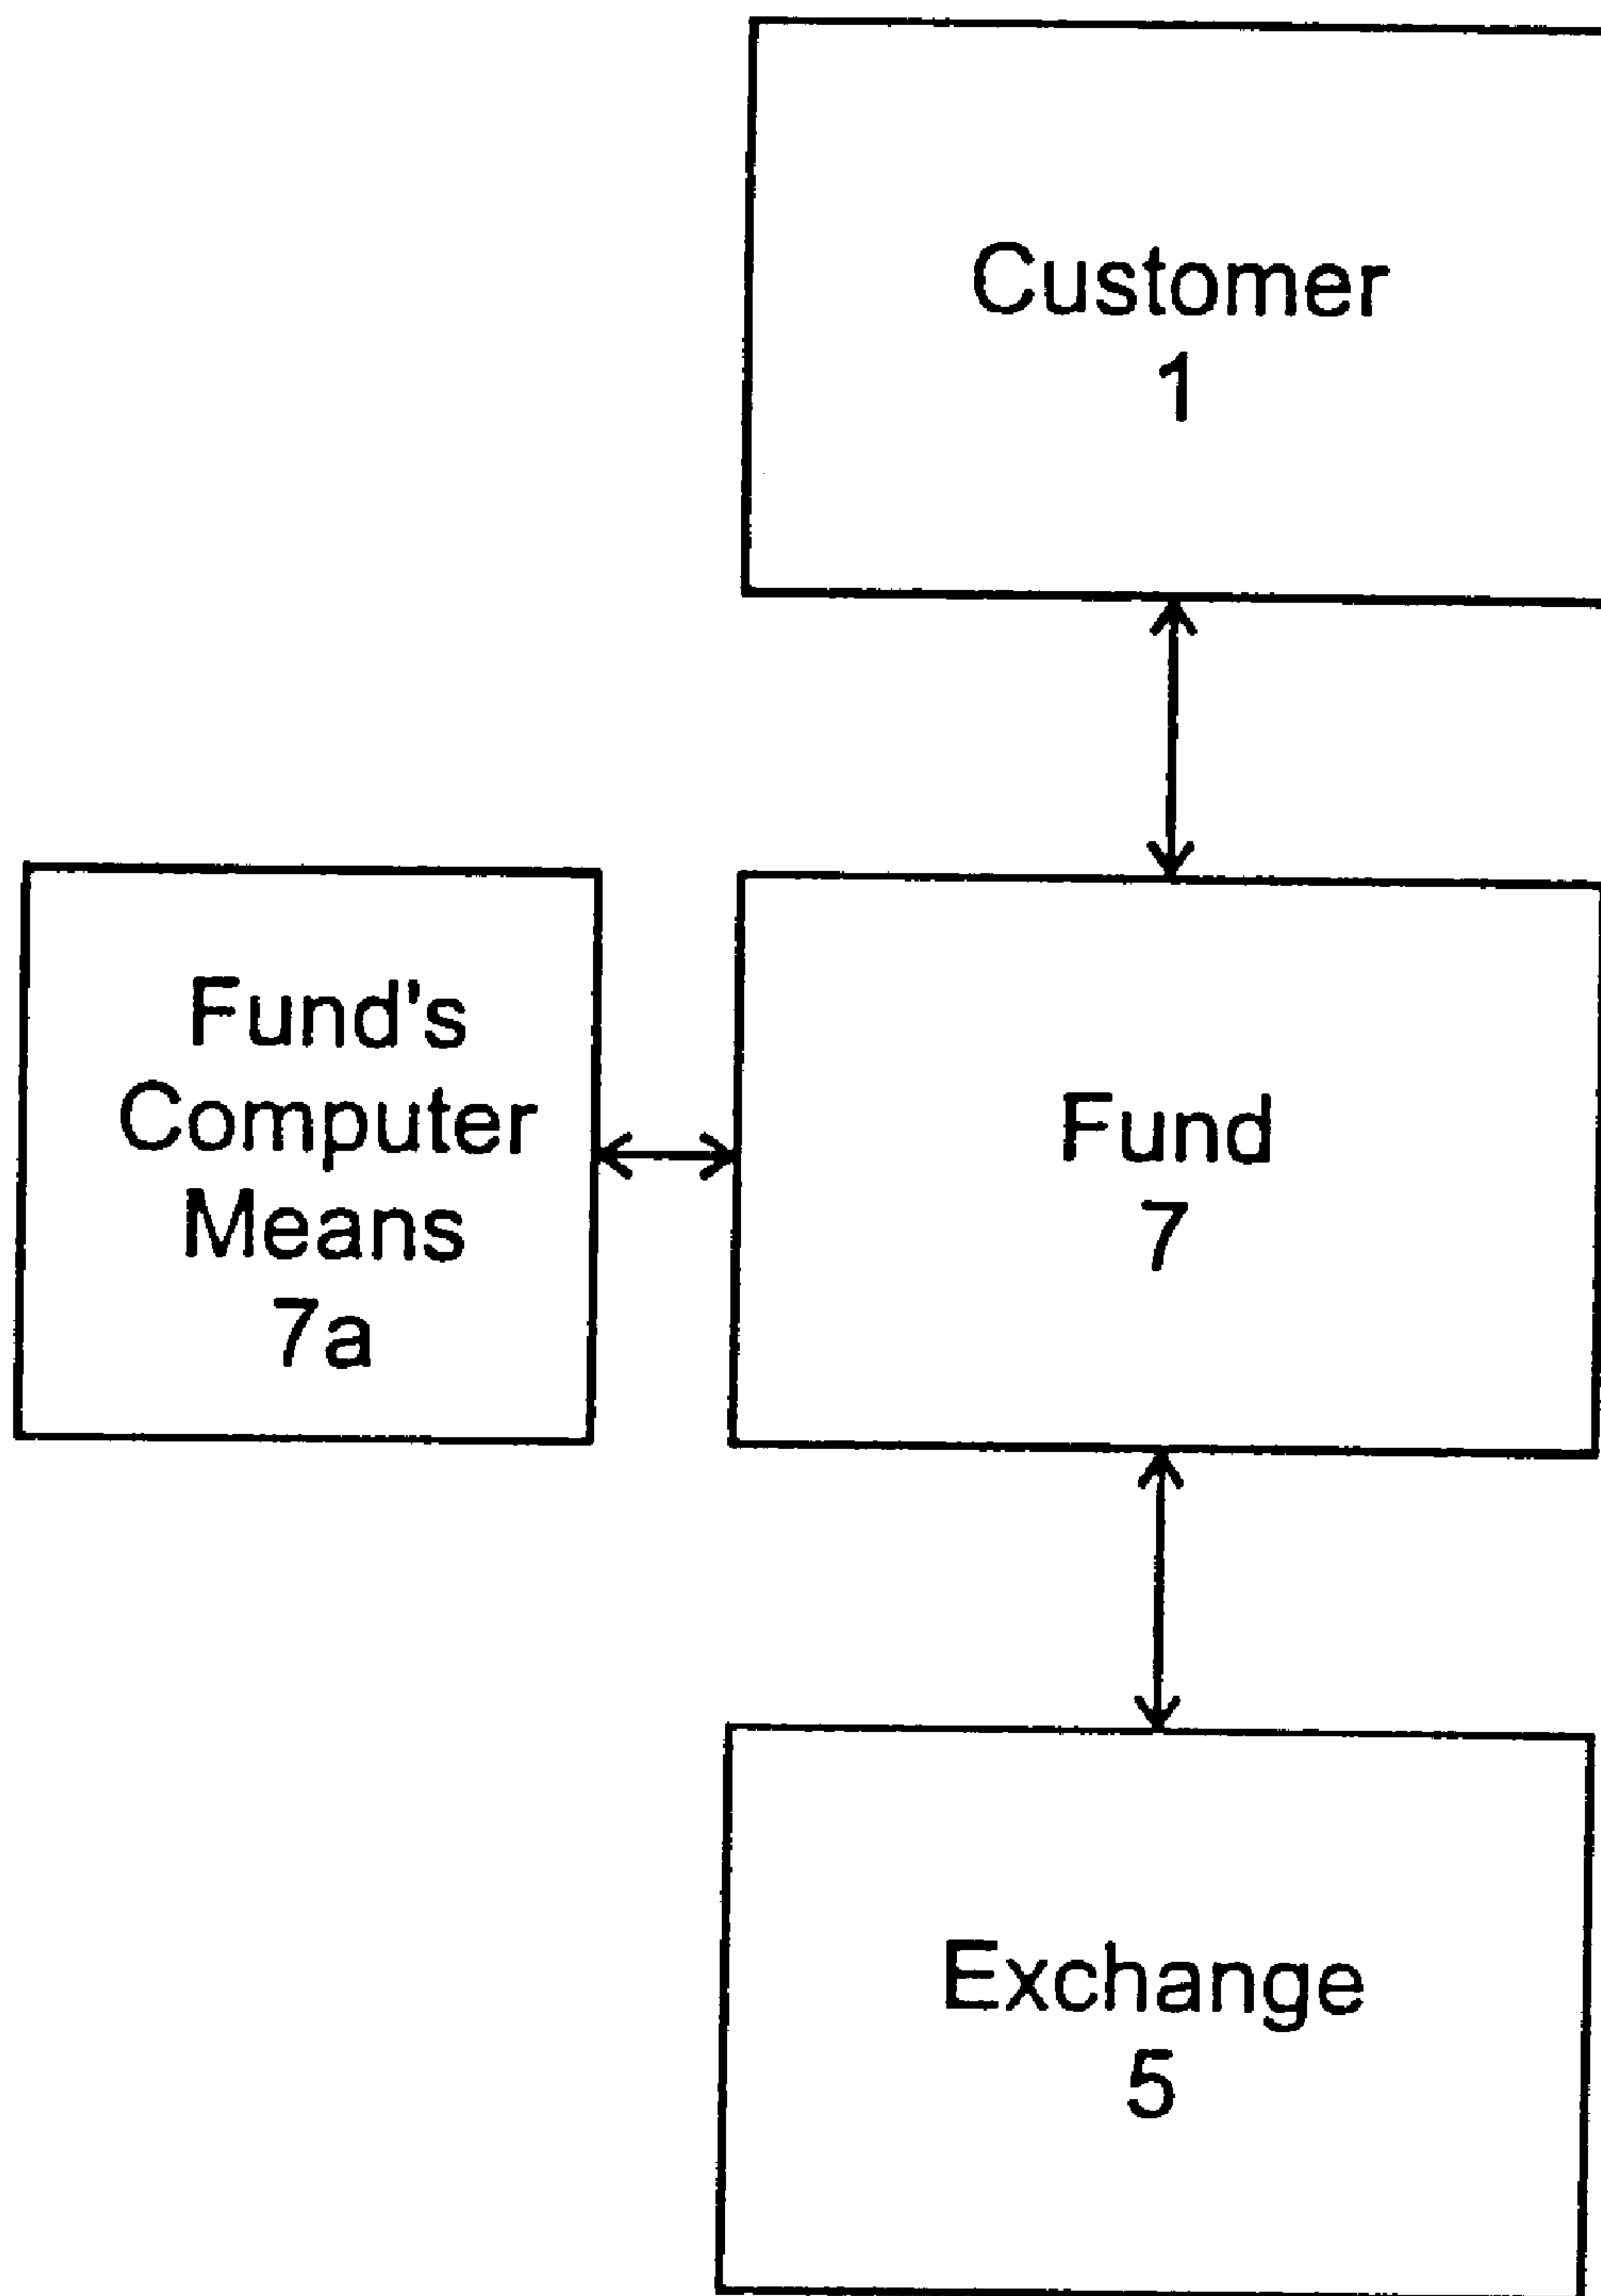 Customer
1
Fund's
Computer
Means
7a
Fund
7
Exchange
5